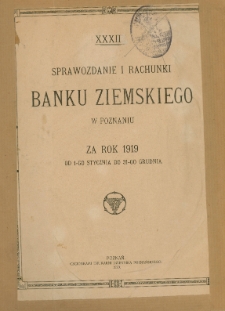 XXXII
SPRAWOZDANIE I RACHUNKI
BANKU ZIEMSKIEGO
W POZNANIU
ZA ROK 1919
OD 1-GO STYCZNIA DO 31-GO GRUDNIA
POZNAŃ